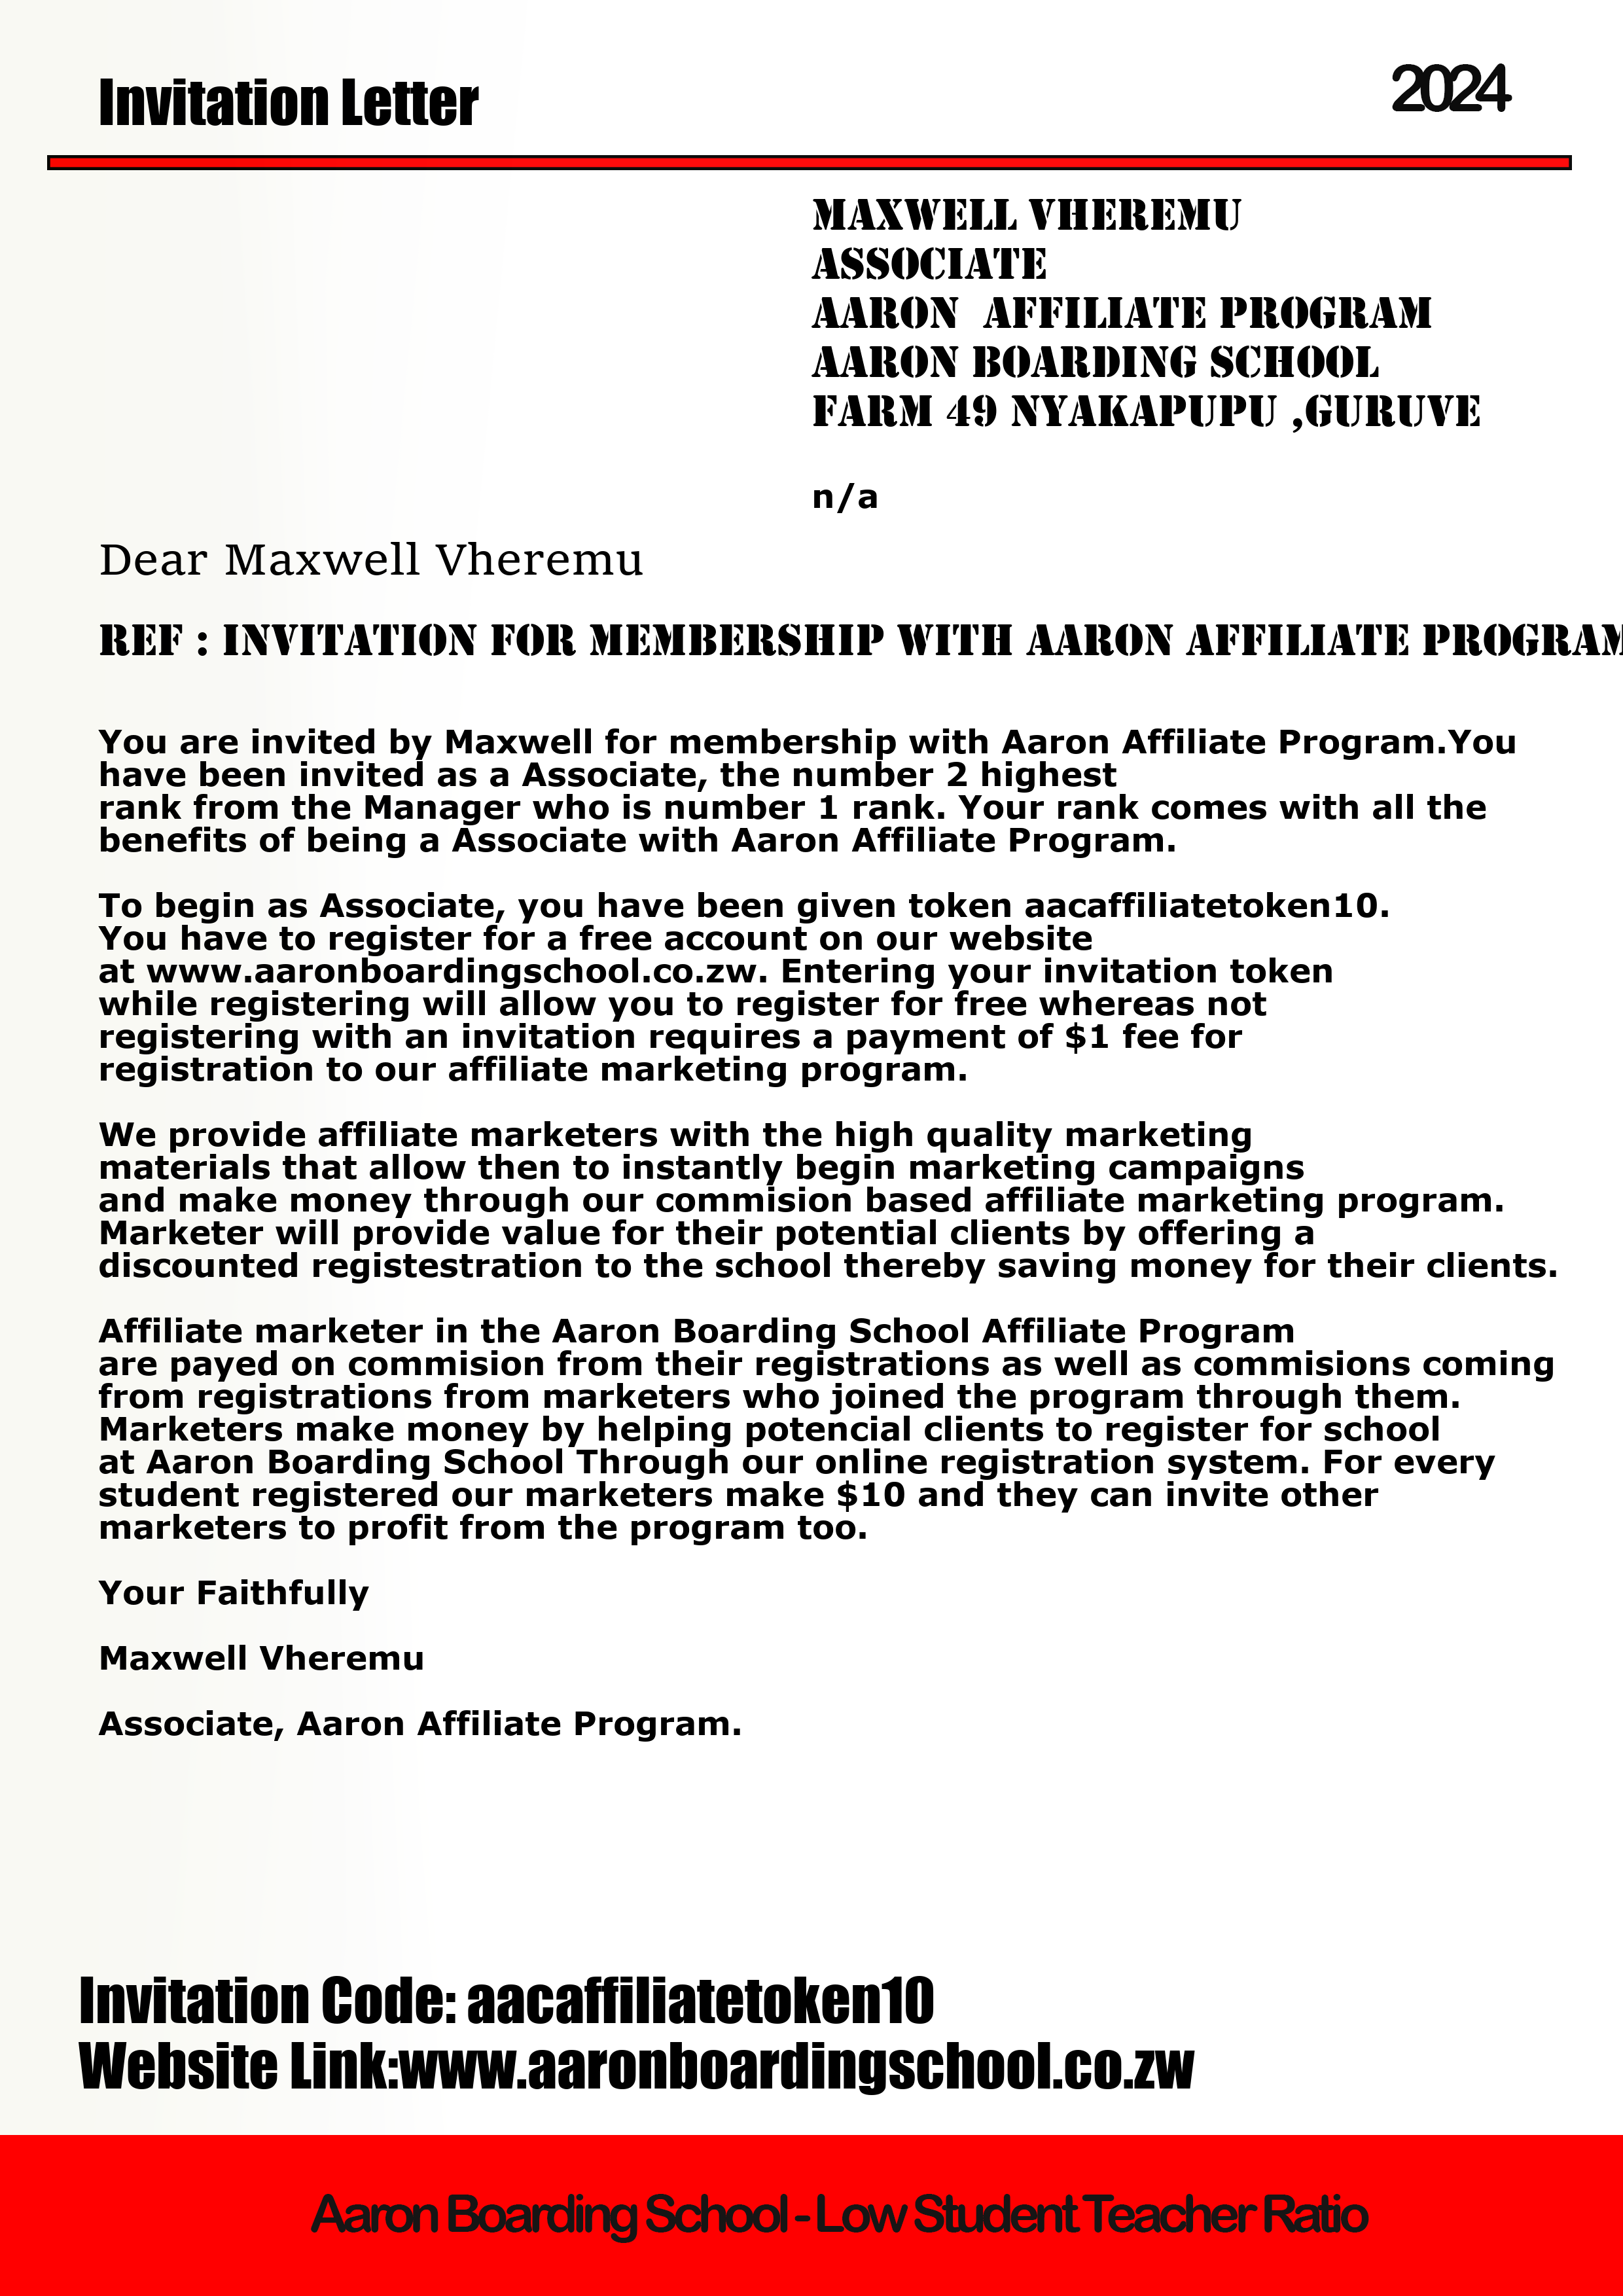 Invitation Letter
2024
MAXWELL VHEREMU
ASSOCIATE
AARON  AFFILIATE PROGRAM
AARON BOARDING SCHOOL
FARM 49 NYAKAPUPU ,GURUVE
n/a
Dear Maxwell Vheremu
REF : INVITATION FOR MEMBERSHIP WITH AARON AFFILIATE PROGRAM
You are invited by Maxwell for membership with Aaron Affiliate Program.You
have been invited as a Associate, the number 2 highest
rank from the Manager who is number 1 rank. Your rank comes with all the
benefits of being a Associate with Aaron Affiliate Program.
To begin as Associate, you have been given token aacaffiliatetoken10.
You have to register for a free account on our website
at www.aaronboardingschool.co.zw. Entering your invitation token
while registering will allow you to register for free whereas not
registering with an invitation requires a payment of $1 fee for
registration to our affiliate marketing program.
We provide affiliate marketers with the high quality marketing
materials that allow then to instantly begin marketing campaigns
and make money through our commision based affiliate marketing program.
Marketer will provide value for their potential clients by offering a
discounted registestration to the school thereby saving money for their clients.
Affiliate marketer in the Aaron Boarding School Affiliate Program
are payed on commision from their registrations as well as commisions coming
from registrations from marketers who joined the program through them.
Marketers make money by helping potencial clients to register for school
at Aaron Boarding School Through our online registration system. For every
student registered our marketers make $10 and they can invite other
marketers to profit from the program too.
Your Faithfully
Maxwell Vheremu
Associate, Aaron Affiliate Program.
Invitation Code: aacaffiliatetoken10
Website Link:www.aaronboardingschool.co.zw
Aaron Boarding School - Low Student Teacher Ratio